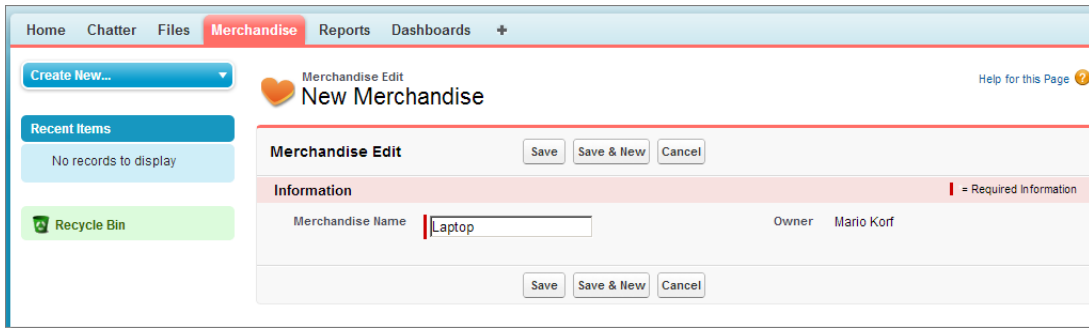 Home Chatter Files Merchandise Reports Dashboards +
Create New...
Recent Items
No records to display
Recycle Bin
Merchandise Edit
New Merchandise
Help for this Page ?
Merchandise Edit Save Save & New Cancel
Information = Required Information
Merchandise Name Laptop Owner Mario Korf
Save Save & New Cancel